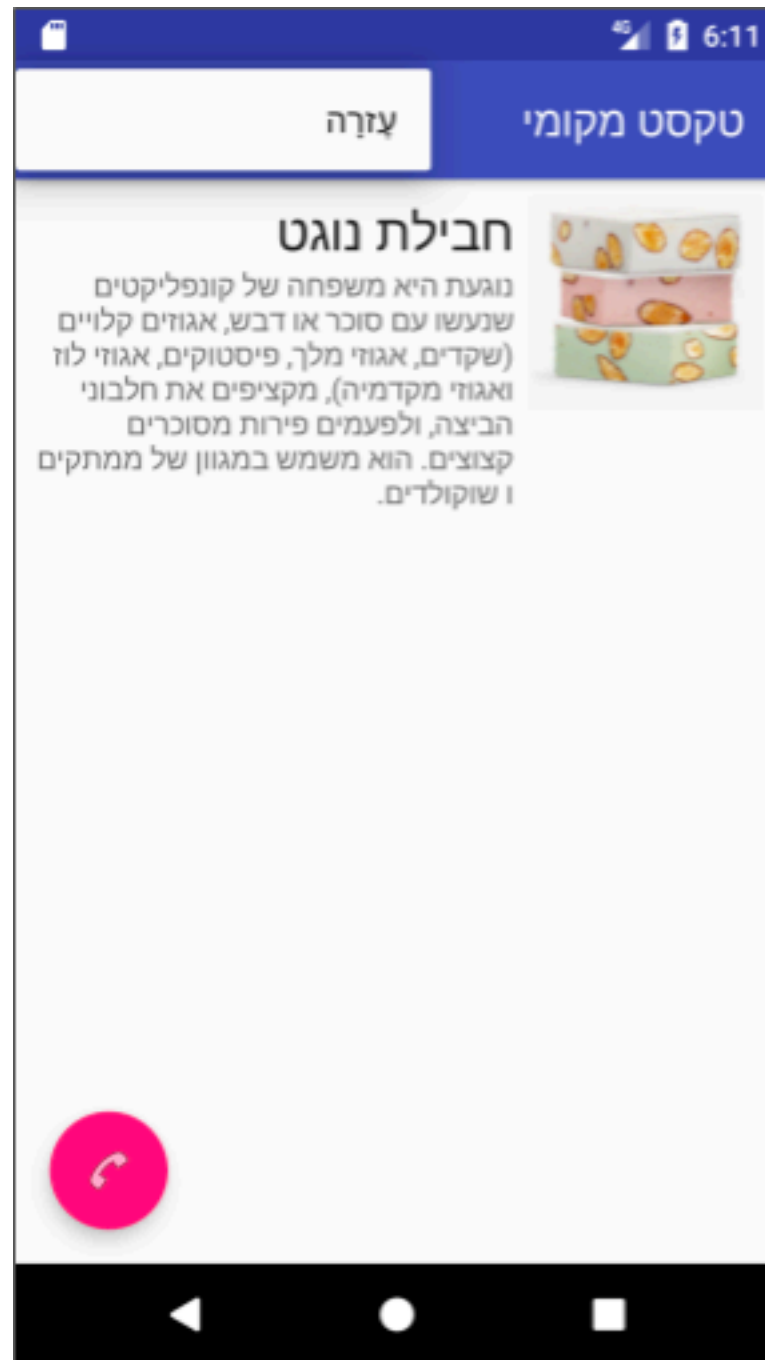 4G 6:11
טקסט מקומי
עֶזרָה
חבילת נוגט
נוגעת היא משפחה של קונפליקטים
שנעשו עם סוכר או דבש, אגוזים קלויים
(שקדים, אגוזי מלך, פיסטוקים, אגוזי לוז
ואגוזי מקדמיה), מקציפים את חלבוני
הביצה, ולפעמים פירות מסוכרים
קצוצים. הוא משמש במגוון של ממתקים
ו שוקולדים.